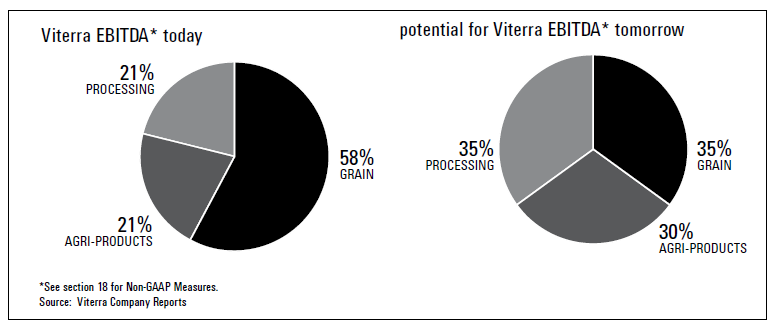 Viterra EBITDA* today
21%
PROCESSING
58%
GRAIN
21%
AGRI-PRODUCTS
potential for Viterra EBITDA* tomorrow
35%
PROCESSING
35%
GRAIN
30%
AGRI-PRODUCTS
*See section 18 for Non-GAAP Measures.
Source: Viterra Company Reports